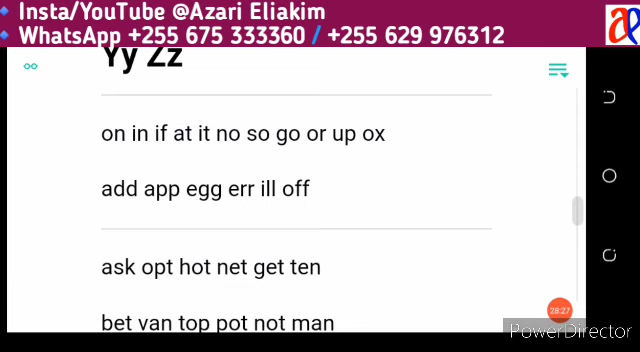 Insta/YouTube @Azari Eliakim
WhatsApp +255 675 333360 / +255 629 976312
Yy Zz
on in if at it no so go or up ox
add app egg err ill off
ask opt hot net get ten
bet van top pot not man
28:27
PowerDirector